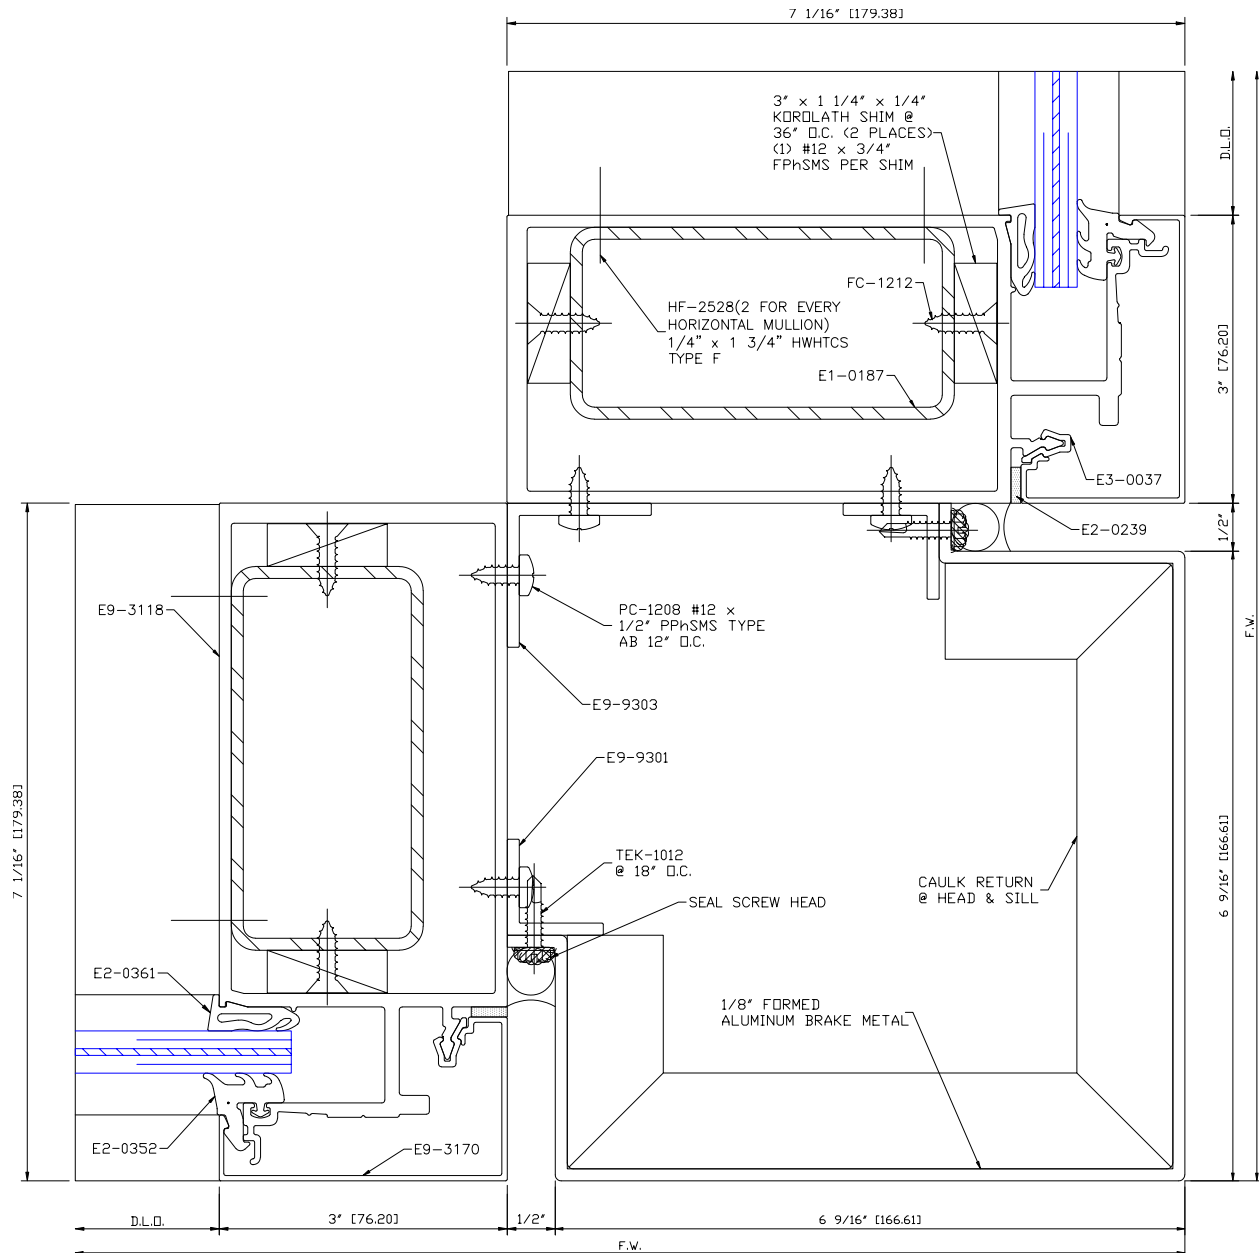 7 1/16" [179.38]
3" x 1 1/4" x 1/4"
KOROLATH SHIM @
36" O.C. (2 PLACES)
(1) #12 x 3/4"
FPhSMS PER SHIM
D.L.O.
FC-1212
HF-2528(2 FOR EVERY
HORIZONTAL MULLION)
1/4" x 1 3/4" HWHTCS
TYPE F
E1-0187
3" [76.20]
E3-0037
E2-0239
1/2"
E9-3118
PC-1208 #12 x
1/2" PPhSMS TYPE
AB 12" O.C.
F.W.
E9-9303
E9-9301
7 1/16" [179.38]
TEK-1012
@ 18" O.C.
SEAL SCREW HEAD
CAULK RETURN
@ HEAD & SILL
6 9/16" [166.61]
E2-0361
1/8" FORMED
ALUMINUM BRAKE METAL
E2-0352
E9-3170
D.L.O.
3" [76.20]
1/2"
6 9/16" [166.61]
F.W.